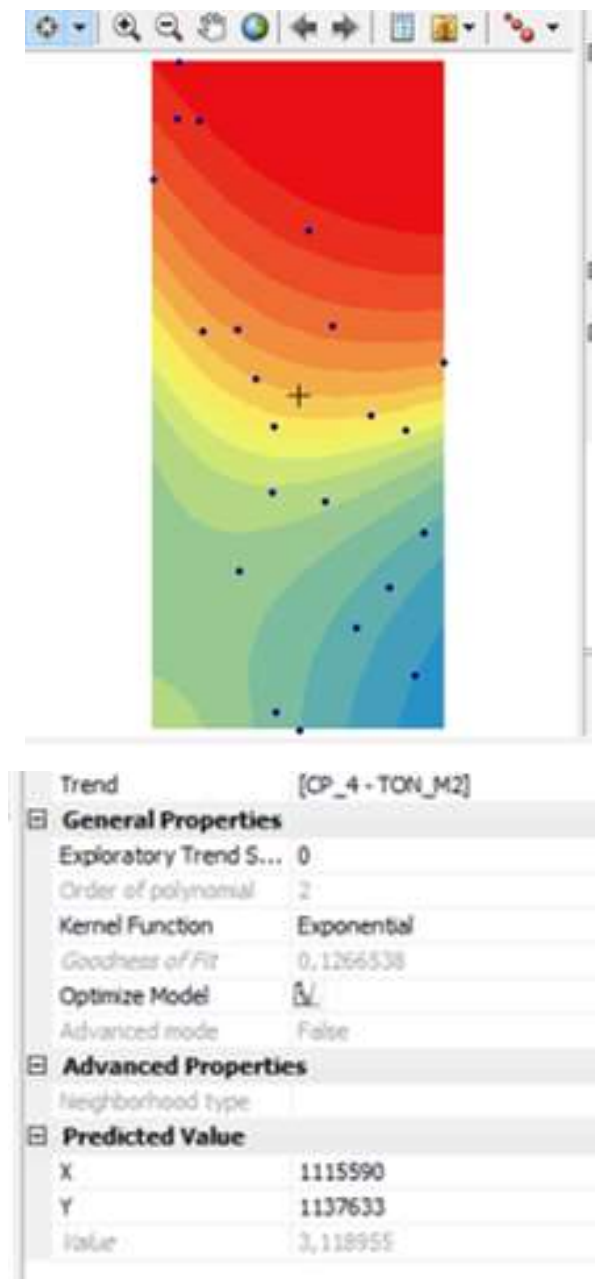 Trend [CP_4 - TON_M2]
General Properties
Exploratory Trend S... 0
Order of polynomial 2
Kernel Function Exponential
Goodness of Fit 0,1266538
Optimize Model
Advanced mode False
Advanced Properties
Neighborhood type
Predicted Value
X 1115590
Y 1137633
Value 3,118955